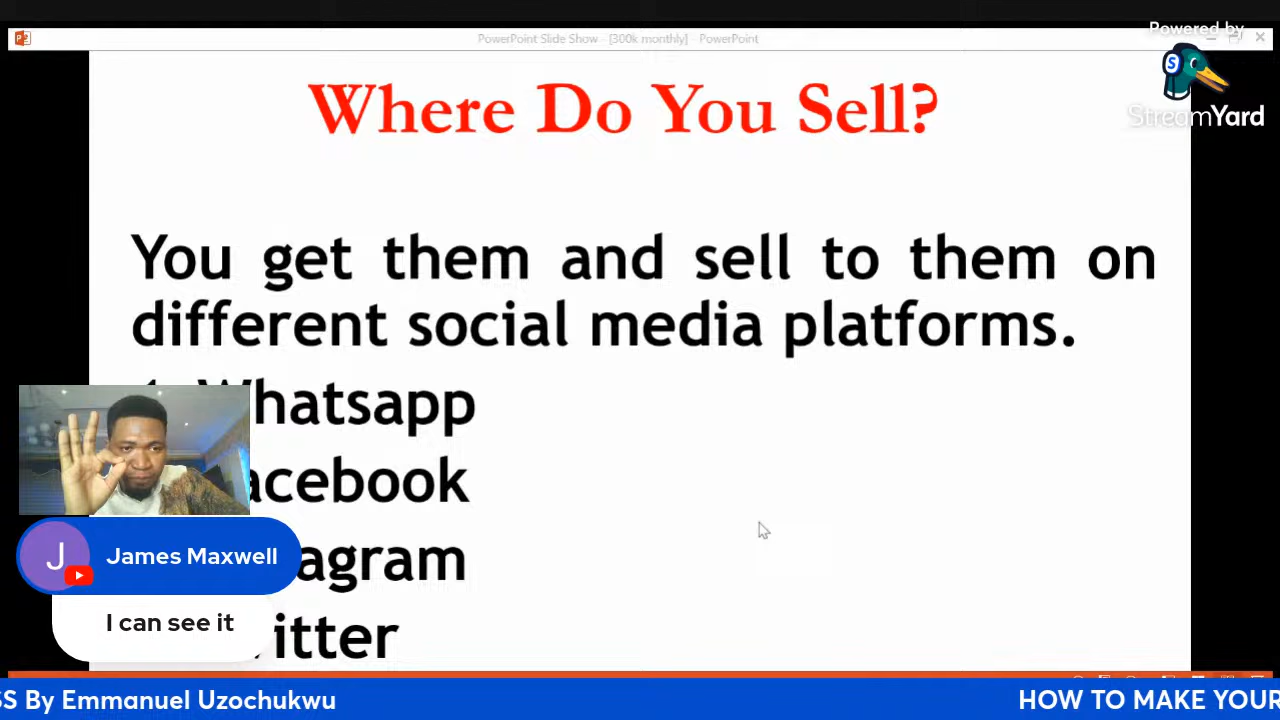 PowerPoint Slide Show - [300k monthly] - PowerPoint
Powered by
S
StreamYard
Where Do You Sell?
You get them and sell to them on
different social media platforms.
hatsapp
acebook
agram
itter
J
James Maxwell
I can see it
SS By Emmanuel Uzochukwu
HOW TO MAKE YOUR